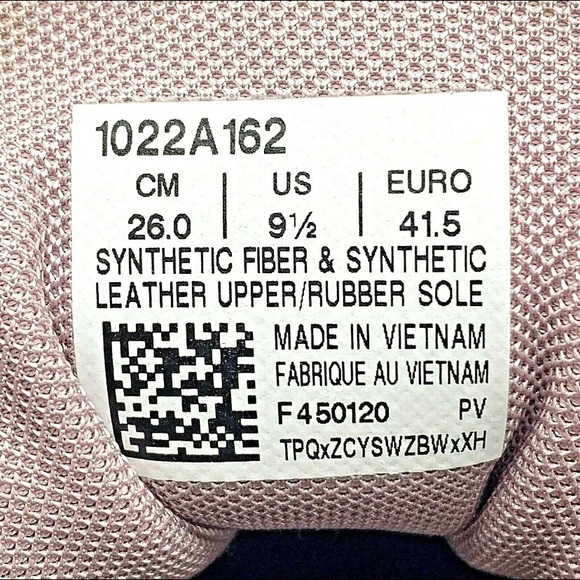 1022A162
CM | US | EURO
26.0 | 9½ | 41.5
SYNTHETIC FIBER & SYNTHETIC
LEATHER UPPER/RUBBER SOLE
MADE IN VIETNAM
FABRIQUE AU VIETNAM
F450120 PV
TPQxZCYSWZBWxXH